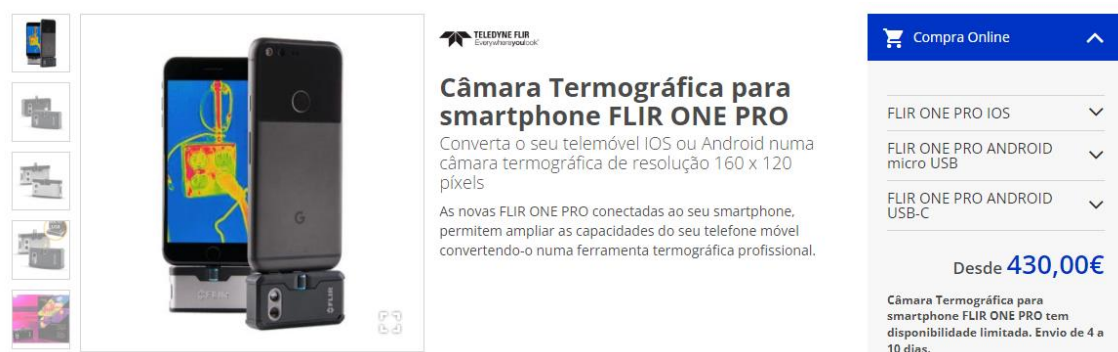 TELEDYNE FLIR
Everywhereyoulook
Câmara Termográfica para
smartphone FLIR ONE PRO
Converta o seu telemóvel IOS ou Android numa
câmara termográfica de resolução 160 x 120
píxels
As novas FLIR ONE PRO conectadas ao seu smartphone,
permitem ampliar as capacidades do seu telefone móvel
convertendo-o numa ferramenta termográfica profissional.
Compra Online
FLIR ONE PRO IOS
FLIR ONE PRO ANDROID
micro USB
FLIR ONE PRO ANDROID
USB-C
Desde 430,00€
Câmara Termográfica para
smartphone FLIR ONE PRO tem
disponibilidade limitada. Envio de 4 a
10 dias.
FLIR
G
FLIR